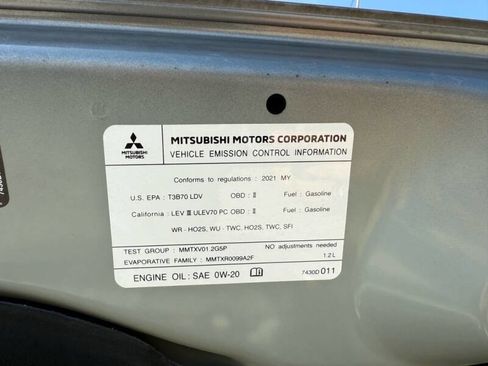 MITSUBISHI MOTORS
MITSUBISHI MOTORS CORPORATION
VEHICLE EMISSION CONTROL INFORMATION
Conforms to regulations : 2021 MY
U.S. EPA : T3B70 LDV OBD : II Fuel : Gasoline
California : LEV III ULEV70 PC OBD : II Fuel : Gasoline
WR-HO2S, WU-TWC, HO2S, TWC, SFI
TEST GROUP : MMTXV01.2G5P NO adjustments needed
EVAPORATIVE FAMILY : MMTXR0099A2F 1.2L
ENGINE OIL : SAE 0W-20 7430D011